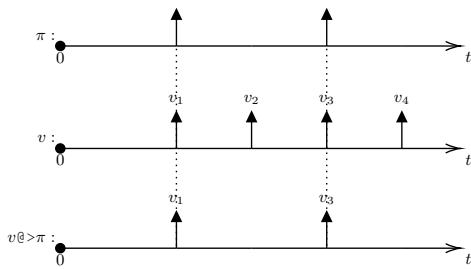 π :
0
t
v₁ v₂ v₃ v₄
v :
0
t
v₁ v₃
v@>π :
0
t